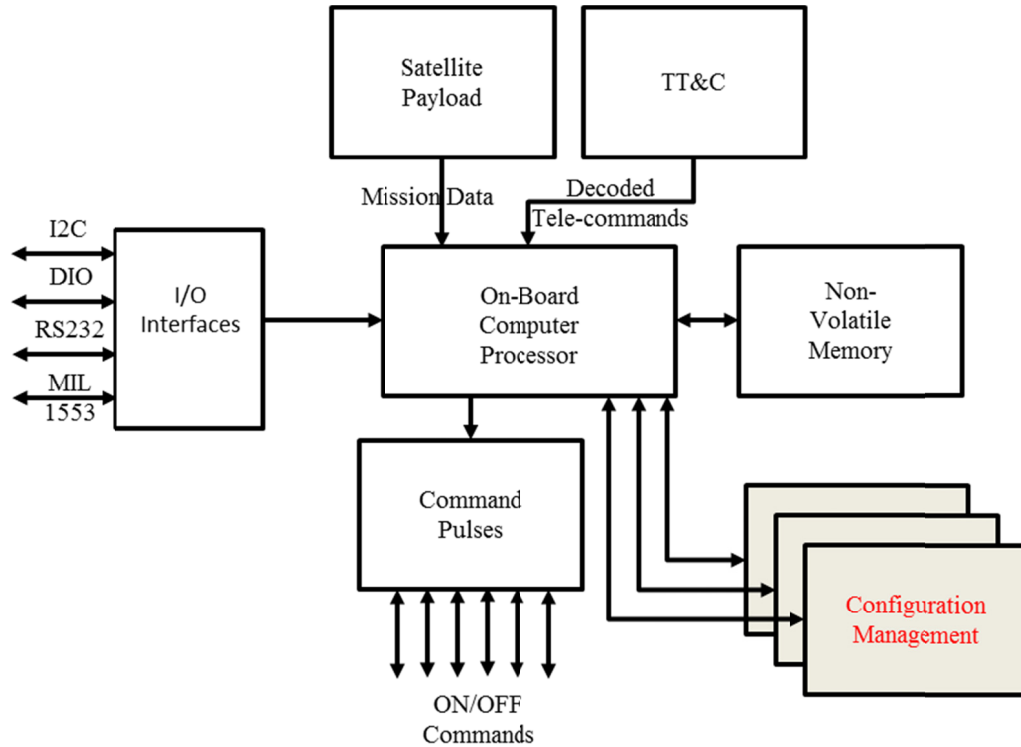 Satellite
Payload
TT&C
Mission Data
Decoded
Tele-commands
I2C
DIO
RS232
MIL
1553
I/O
Interfaces
On-Board
Computer
Processor
Non-
Volatile
Memory
Command
Pulses
Configuration
Management
ON/OFF
Commands